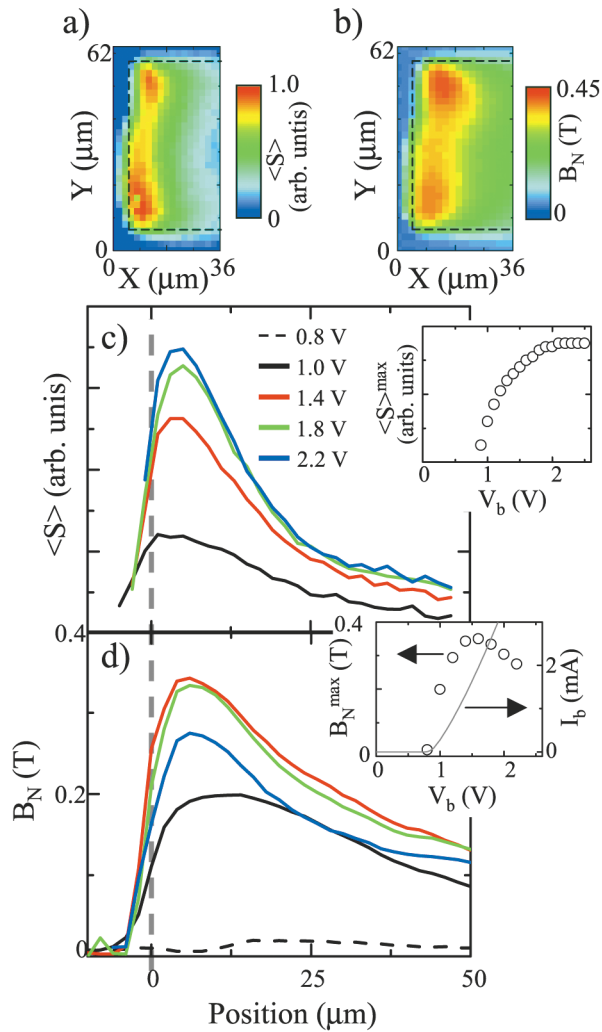 a)
62
Y (μm)
0
0
X (μm)
36
1.0
<S>
(arb. untis)
0
b)
62
Y (μm)
0
0
X (μm)
36
0.45
B_N (T)
0
c)
<S> (arb. unis)
0.8 V
1.0 V
1.4 V
1.8 V
2.2 V
<S>^max
(arb. units)
0
1
2
V_b (V)
d)
0.4
0.2
0
B_N (T)
0
25
50
Position (μm)
0.4
0
B_N^max (T)
2
0
I_b (mA)
0
1
2
V_b (V)